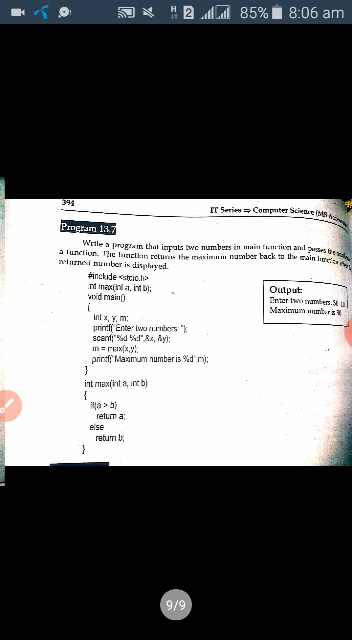 H 2 85% 8:06 am
394
IT Series ⇒ Computer Science (MS
Program 13.7
Write a program that inputs two numbers in main function and passes the
a function. The function returns the maximum number back to the main function
returned number is displayed.
#include <stdio.h>
int max(int a, int b);
void main()
{
int x, y, m;
printf("Enter two numbers: ");
scanf("%d %d",&x, &y);
m = max(x,y);
printf("Maximum number is %d",m);
}
int max(int a, int b)
{
if(a > b)
return a;
else
return b;
}
Output:
Enter two numbers:
Maximum number is
9/9